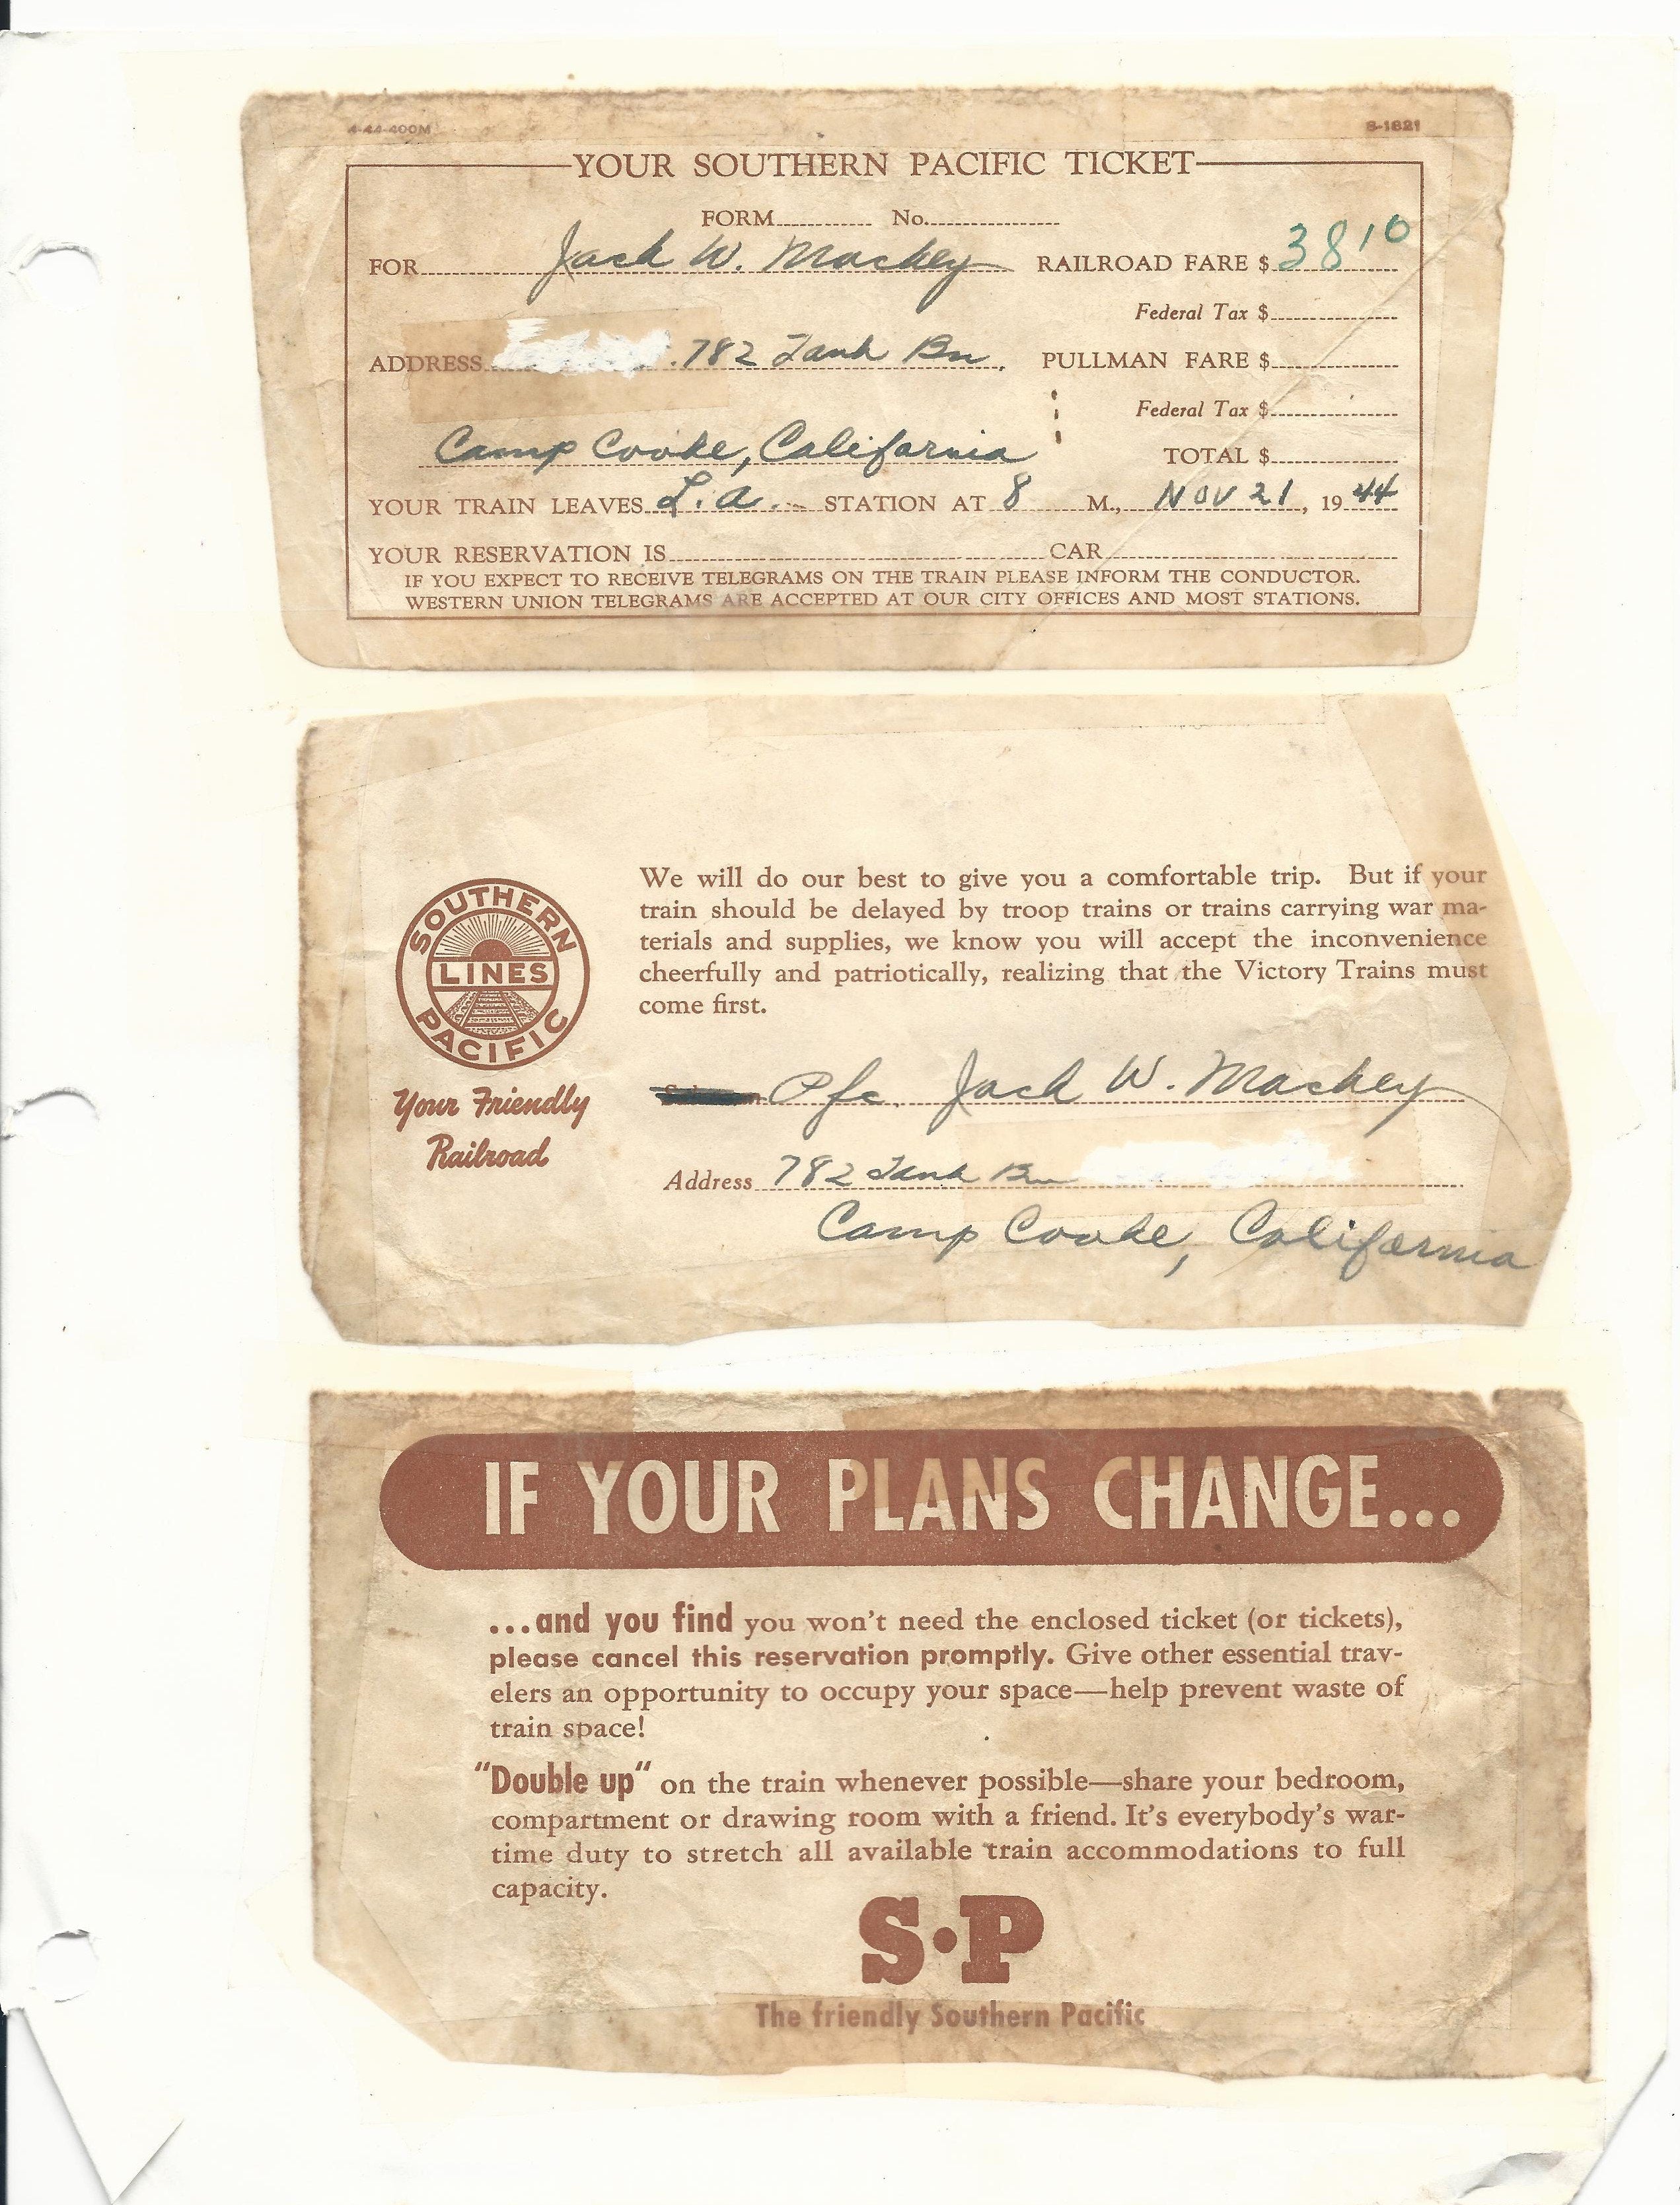 4-44-400M S-1821
YOUR SOUTHERN PACIFIC TICKET
FORM............ No.................
FOR Jack W. Mackey RAILROAD FARE $ 38 10
Federal Tax $
ADDRESS 782 Tank Bn. PULLMAN FARE $
Federal Tax $
Camp Cooke, California TOTAL $
YOUR TRAIN LEAVES L.A. STATION AT 8 M., NOV 21, 19 44
YOUR RESERVATION IS CAR
IF YOU EXPECT TO RECEIVE TELEGRAMS ON THE TRAIN PLEASE INFORM THE CONDUCTOR.
WESTERN UNION TELEGRAMS ARE ACCEPTED AT OUR CITY OFFICES AND MOST STATIONS.
We will do our best to give you a comfortable trip. But if your
train should be delayed by troop trains or trains carrying war ma-
terials and supplies, we know you will accept the inconvenience
cheerfully and patriotically, realizing that the Victory Trains must
come first.
SOUTHERN
LINES
PACIFIC
Your Friendly
Railroad
Pfc. Jack W. Mackey
Address 782 Tank Bn
Camp Cooke, California
IF YOUR PLANS CHANGE...
...and you find you won't need the enclosed ticket (or tickets),
please cancel this reservation promptly. Give other essential trav-
elers an opportunity to occupy your space—help prevent waste of
train space!
"Double up" on the train whenever possible—share your bedroom,
compartment or drawing room with a friend. It's everybody's war-
time duty to stretch all available train accommodations to full
capacity.
S·P
The friendly Southern Pacific